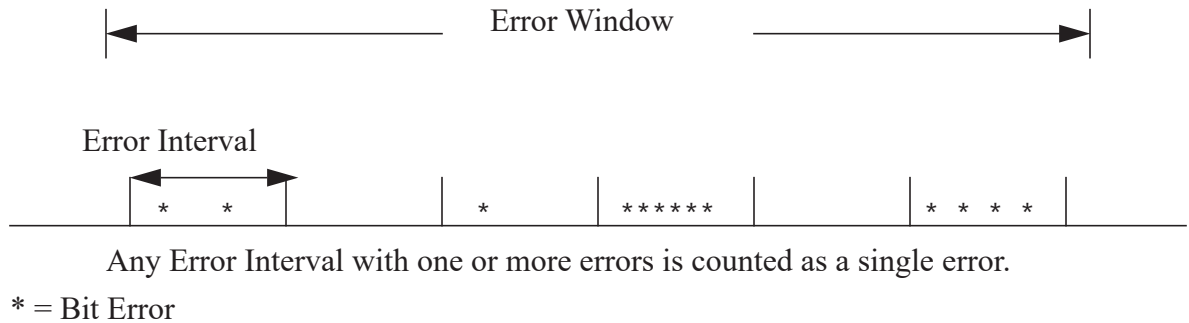 Error Window
Error Interval
* * * ****** * * * *
Any Error Interval with one or more errors is counted as a single error.
* = Bit Error